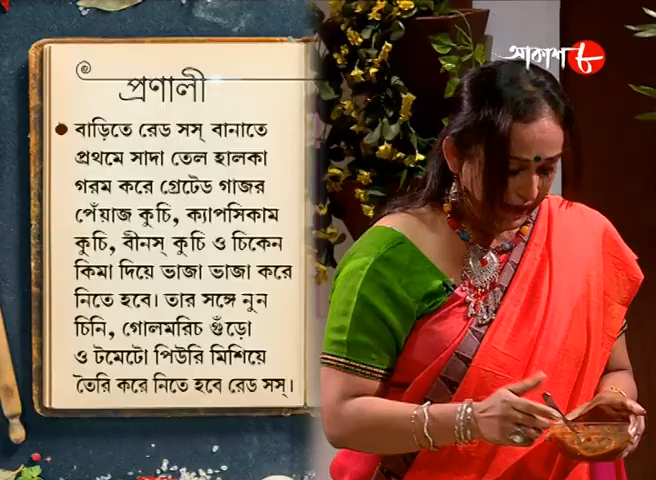 আকাশ ৮
প্রণালী
বাড়িতে রেড সস্ বানাতে
প্রথমে সাদা তেল হালকা
গরম করে গ্রেটেড গাজর
পেঁয়াজ কুচি, ক্যাপসিকাম
কুচি, বীনস্ কুচি ও চিকেন
কিমা দিয়ে ভাজা ভাজা করে
নিতে হবে। তার সঙ্গে নুন
চিনি, গোলমরিচ গুঁড়ো
ও টমেটো পিউরি মিশিয়ে
তৈরি করে নিতে হবে রেড সস্।